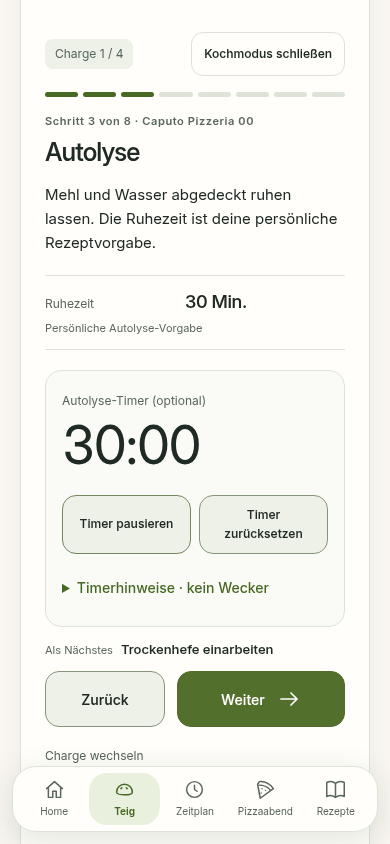 Charge 1 / 4
Kochmodus schließen
Schritt 3 von 8 · Caputo Pizzeria 00
Autolyse
Mehl und Wasser abgedeckt ruhen
lassen. Die Ruhezeit ist deine persönliche
Rezeptvorgabe.
Ruhezeit 30 Min.
Persönliche Autolyse-Vorgabe
Autolyse-Timer (optional)
30:00
Timer pausieren
Timer
zurücksetzen
Timerhinweise · kein Wecker
Als Nächstes Trockenhefe einarbeiten
Zurück
Weiter
Charge wechseln
Home
Teig
Zeitplan
Pizzaabend
Rezepte